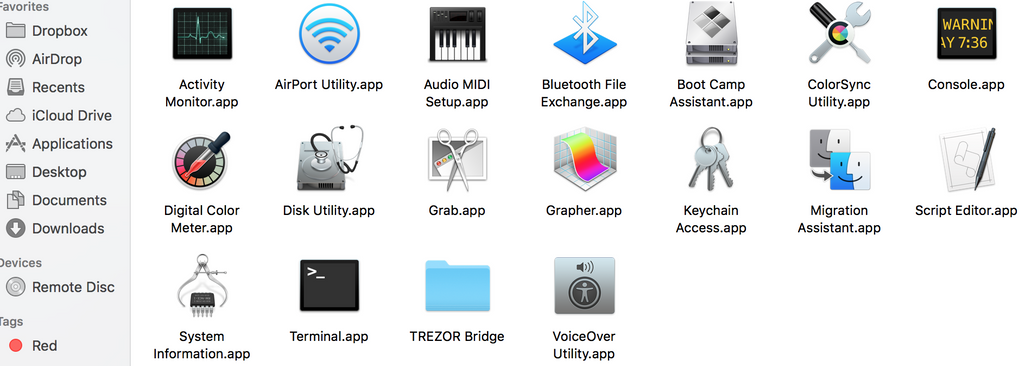 Favorites
Dropbox
AirDrop
Recents
iCloud Drive
Applications
Desktop
Documents
Downloads
Devices
Remote Disc
Tags
Red
Activity
Monitor.app
AirPort Utility.app
Audio MIDI
Setup.app
Bluetooth File
Exchange.app
Boot Camp
Assistant.app
ColorSync
Utility.app
WARNIN
AY 7:36
Console.app
Digital Color
Meter.app
Disk Utility.app
Grab.app
Grapher.app
Keychain
Access.app
Migration
Assistant.app
Script Editor.app
System
Information.app
>_
Terminal.app
TREZOR Bridge
VoiceOver
Utility.app